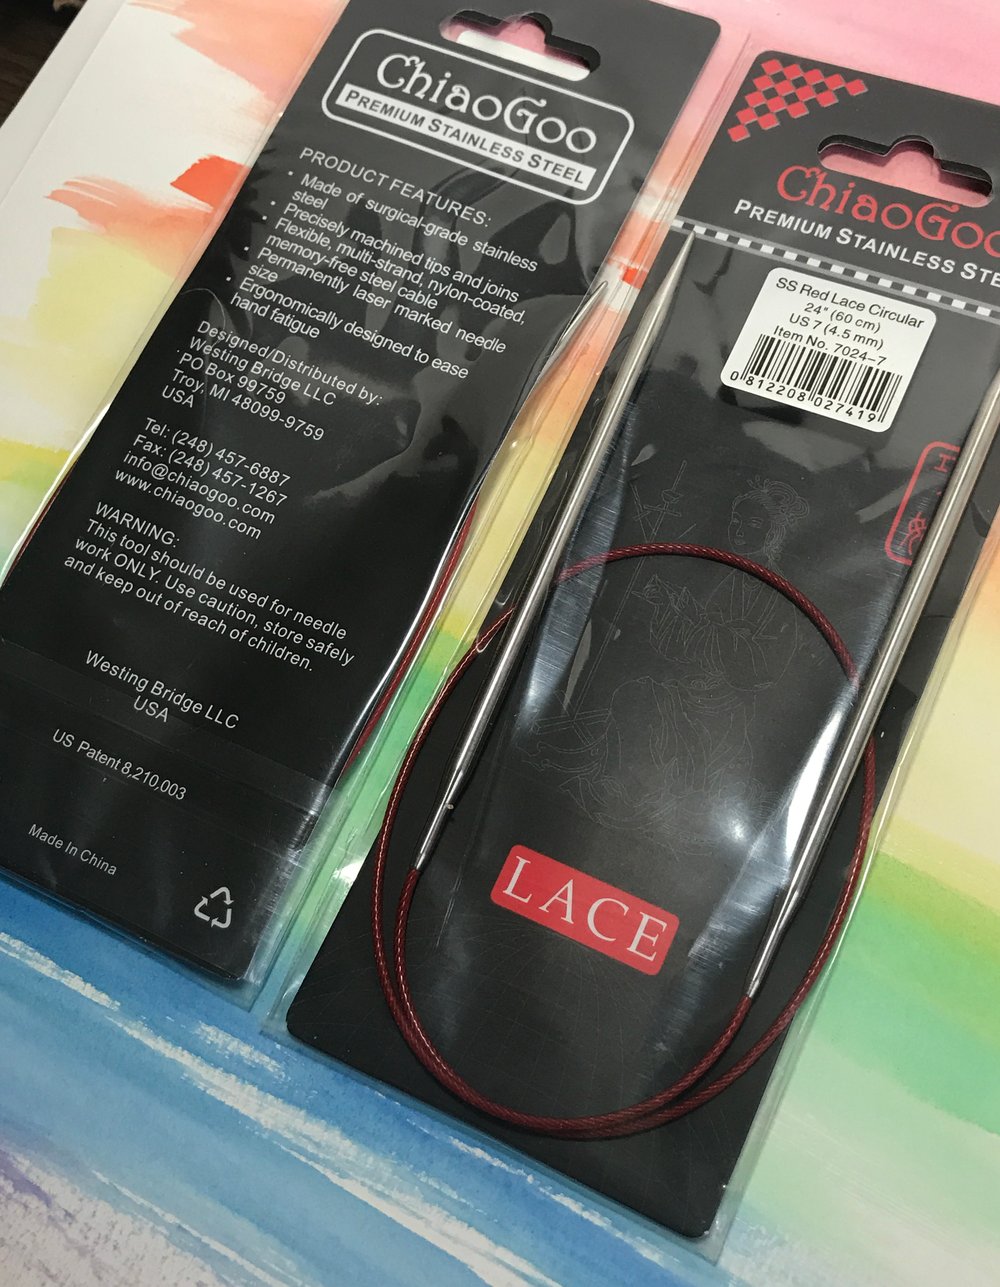 ChiaoGoo
PREMIUM STAINLESS STEEL
PRODUCT FEATURES:
• Made of surgical-grade stainless
steel
• Precisely machined tips and joins
• Flexible, multi-strand, nylon-coated,
memory-free steel cable
• Permanently laser marked needle
size
• Ergonomically designed to ease
hand fatigue
Designed/Distributed by:
Westing Bridge LLC
PO Box 99759
Troy, MI 48099-9759
USA
Tel: (248) 457-6887
Fax: (248) 457-1267
info@chiaogoo.com
www.chiaogoo.com
WARNING:
This tool should be used for needle
work ONLY. Use caution, store safely
and keep out of reach of children.
Westing Bridge LLC
USA
US Patent 8,210,003
Made In China
ChiaoGoo
PREMIUM STAINLESS STE
SS Red Lace Circular
24" (60 cm)
US 7 (4.5 mm)
Item No. 7024-7
0 812208 027419
LACE